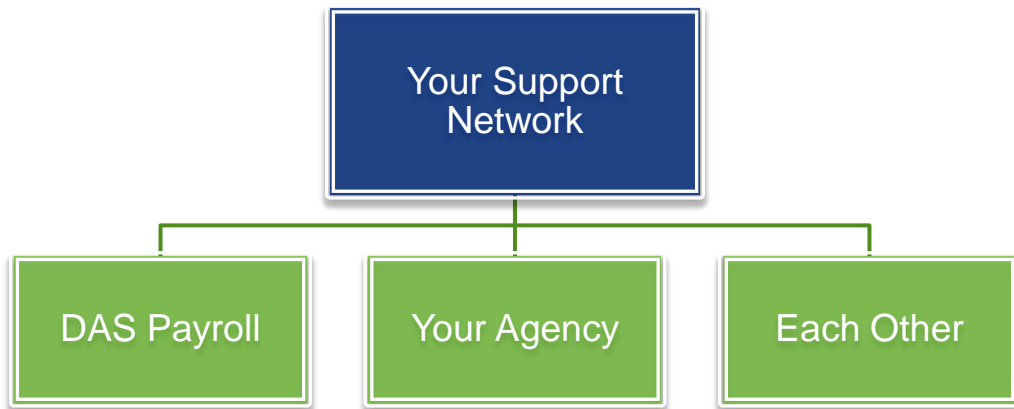 Your Support
Network
DAS Payroll
Your Agency
Each Other